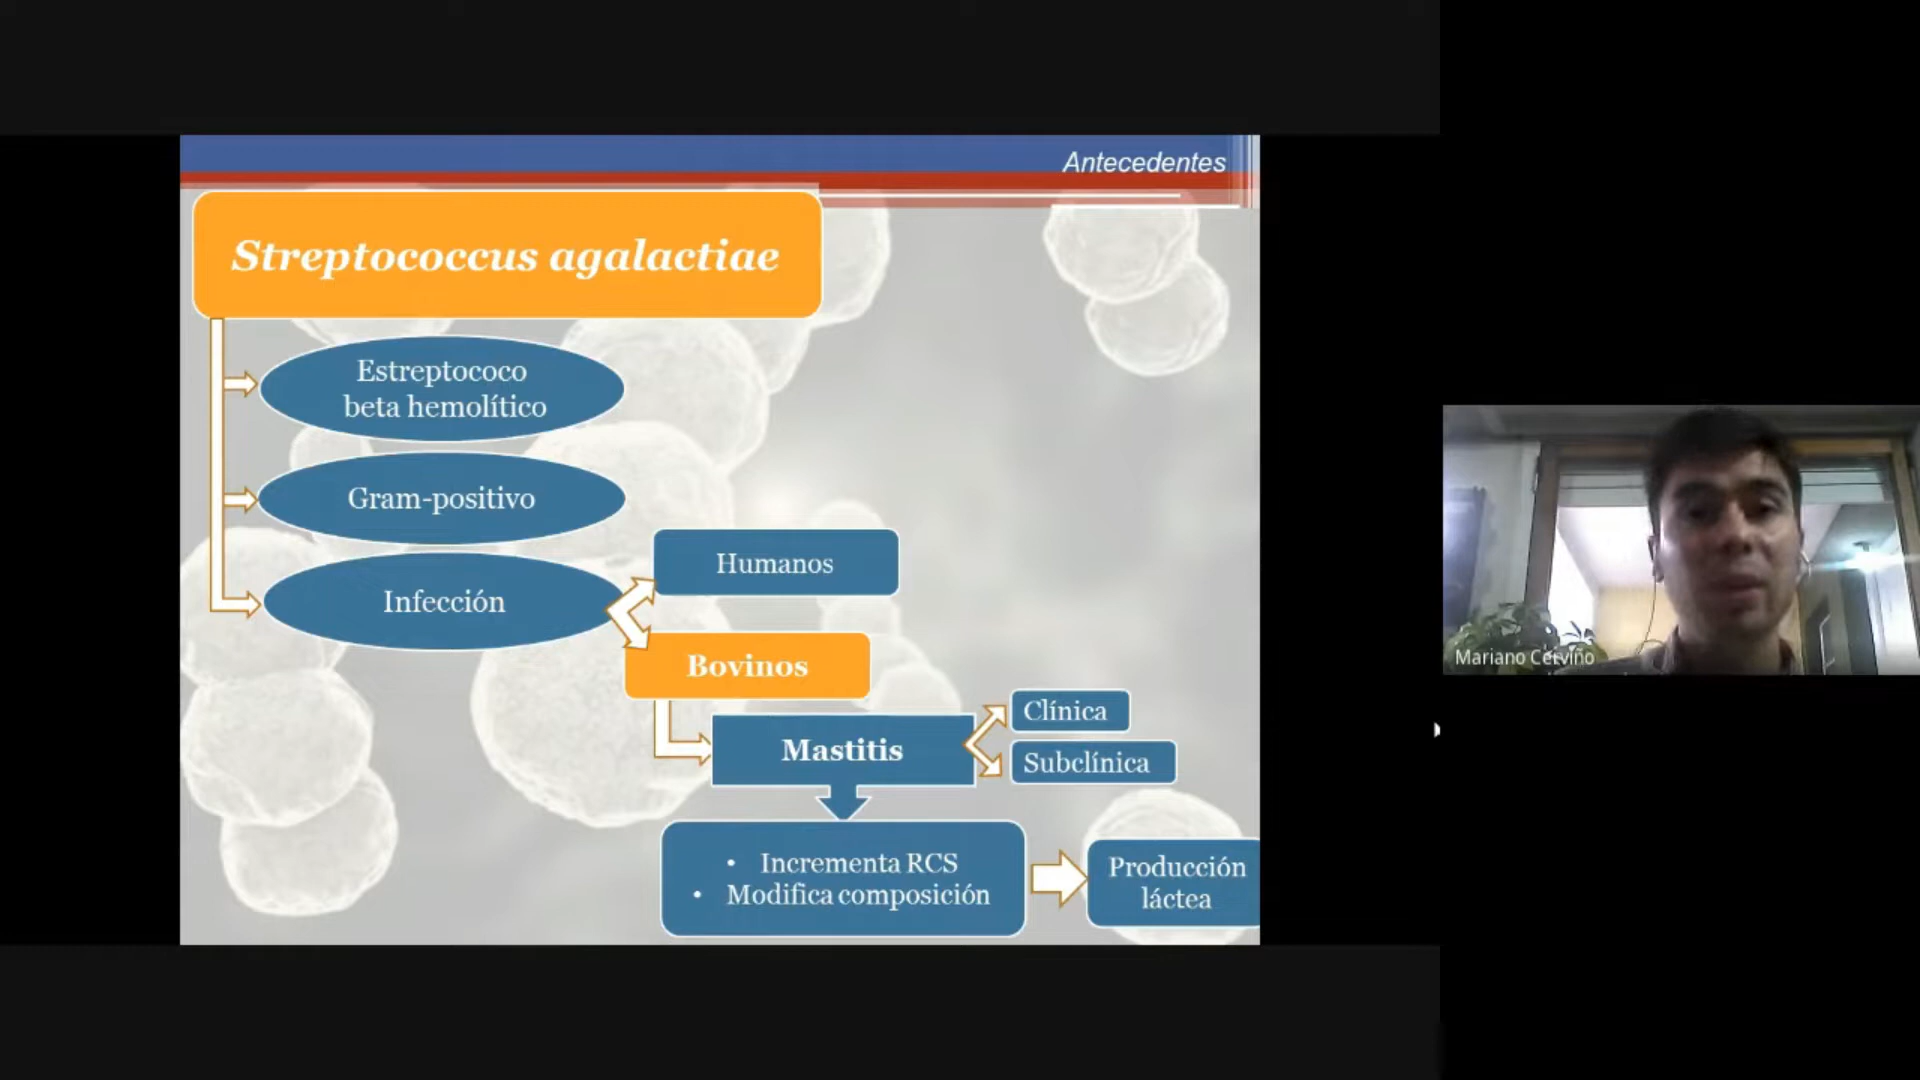 Antecedentes
Streptococcus agalactiae
Estreptococo
beta hemolítico
Gram-positivo
Infección
Humanos
Bovinos
Mastitis
Clínica
Subclínica
• Incrementa RCS
• Modifica composición
Producción
láctea
Mariano Cerviño